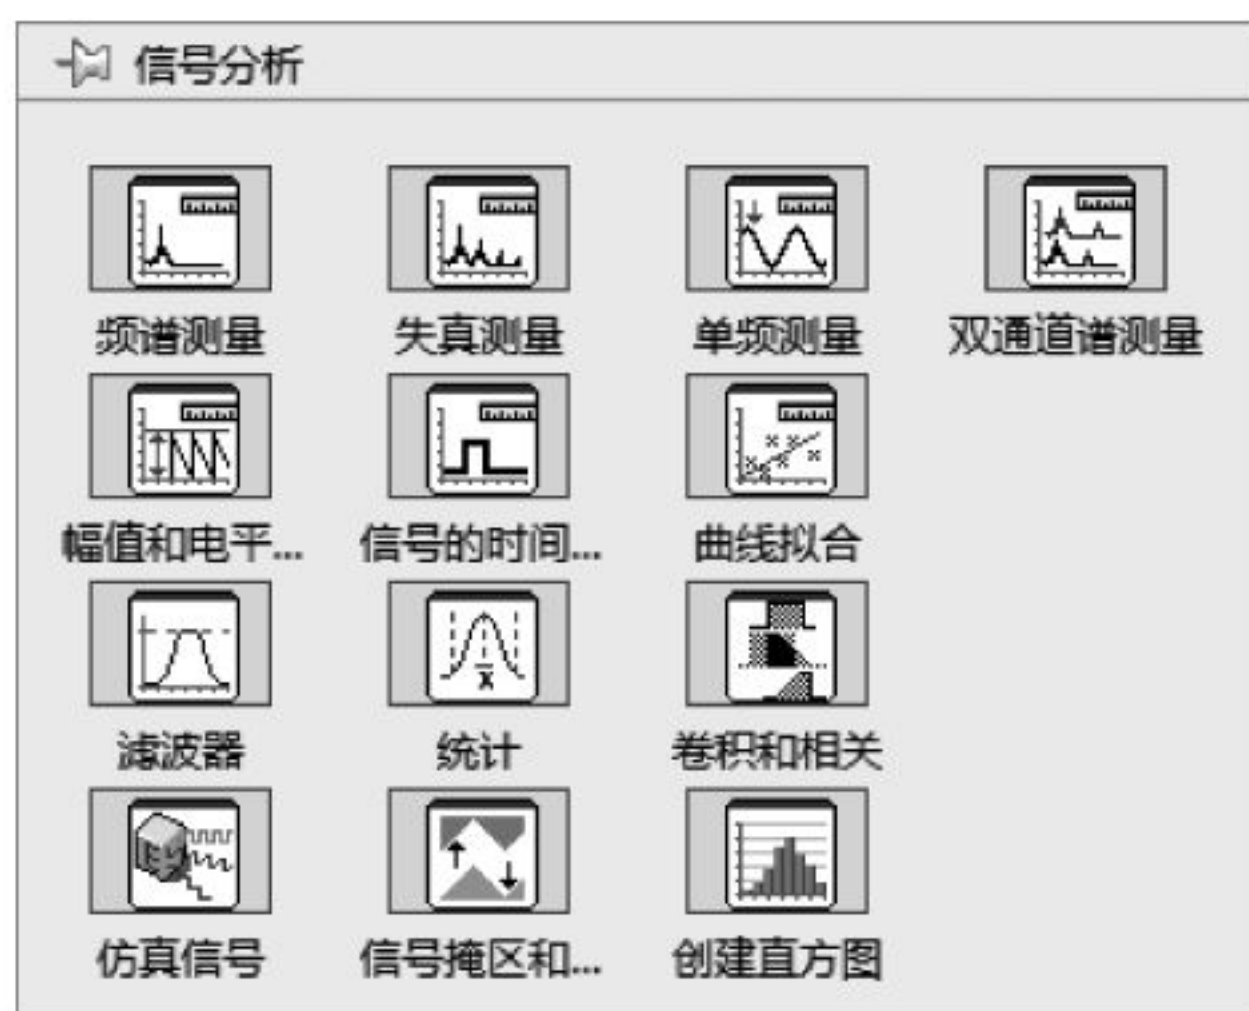 信号分析
频谱测量 失真测量 单频测量 双通道谱测量
幅值和电平... 信号的时间... 曲线拟合
滤波器 统计 卷积和相关
仿真信号 信号掩区和... 创建直方图